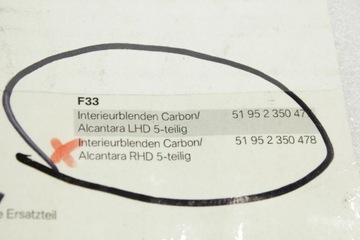 F33
Interieurblenden Carbon/ 51 95 2 350 477
Alcantara LHD 5-teilig
Interieurblenden Carbon/ 51 95 2 350 478
Alcantara RHD 5-teilig
e Ersatzteil